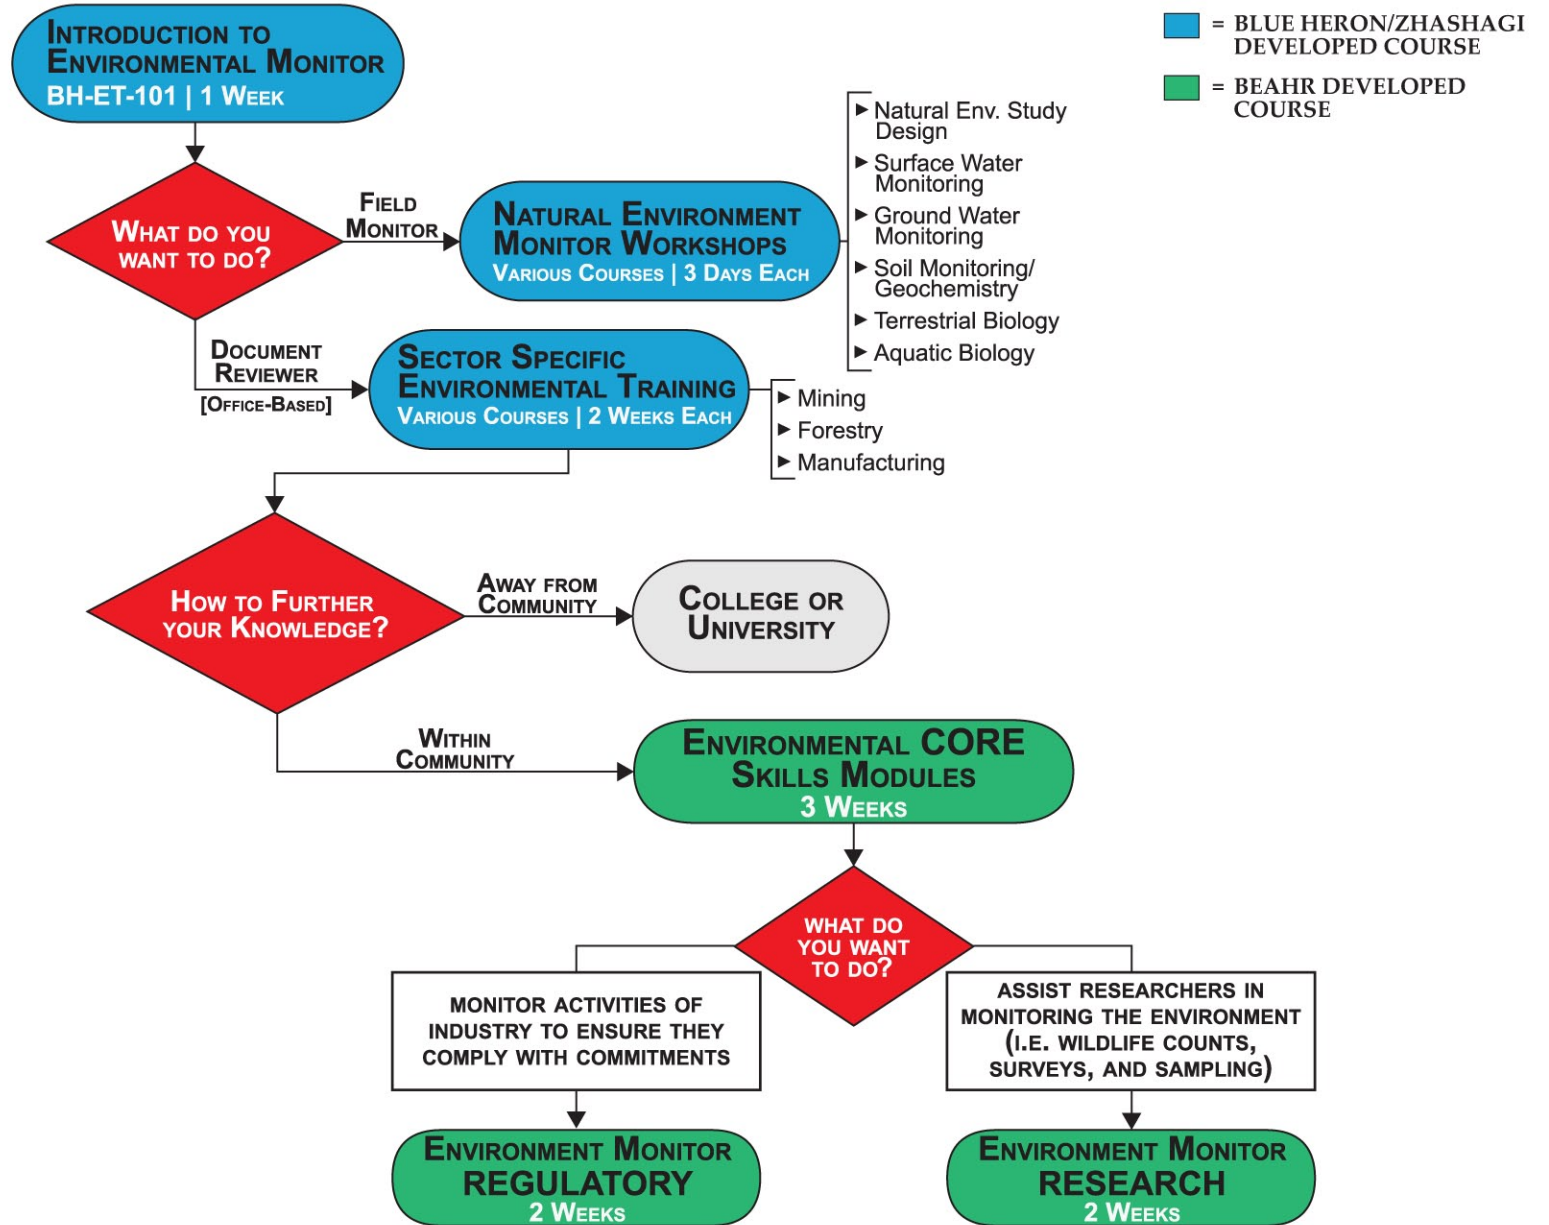 INTRODUCTION TO
ENVIRONMENTAL MONITOR
BH-ET-101 | 1 WEEK
= BLUE HERON/ZHASHAGI
DEVELOPED COURSE
= BEAHR DEVELOPED
COURSE
WHAT DO YOU
WANT TO DO?
FIELD
MONITOR
NATURAL ENVIRONMENT
MONITOR WORKSHOPS
VARIOUS COURSES | 3 DAYS EACH
► Natural Env. Study
Design
► Surface Water
Monitoring
► Ground Water
Monitoring
► Soil Monitoring/
Geochemistry
► Terrestrial Biology
► Aquatic Biology
DOCUMENT
REVIEWER
[OFFICE-BASED]
SECTOR SPECIFIC
ENVIRONMENTAL TRAINING
VARIOUS COURSES | 2 WEEKS EACH
► Mining
► Forestry
► Manufacturing
HOW TO FURTHER
YOUR KNOWLEDGE?
AWAY FROM
COMMUNITY
COLLEGE OR
UNIVERSITY
WITHIN
COMMUNITY
ENVIRONMENTAL CORE
SKILLS MODULES
3 WEEKS
WHAT DO
YOU WANT
TO DO?
MONITOR ACTIVITIES OF
INDUSTRY TO ENSURE THEY
COMPLY WITH COMMITMENTS
ASSIST RESEARCHERS IN
MONITORING THE ENVIRONMENT
(I.E. WILDLIFE COUNTS,
SURVEYS, AND SAMPLING)
ENVIRONMENT MONITOR
REGULATORY
2 WEEKS
ENVIRONMENT MONITOR
RESEARCH
2 WEEKS